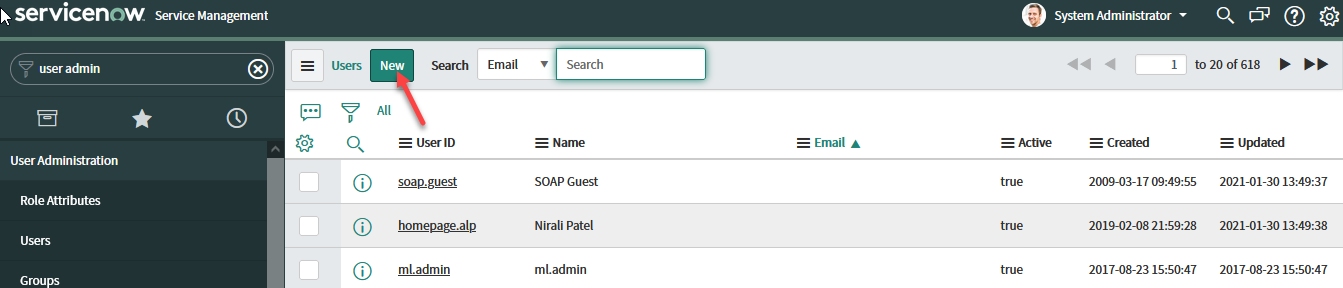 servicenow Service Management
System Administrator
user admin
User Administration
Role Attributes
Users
Groups
Users New Search Email Search
1 to 20 of 618
All
User ID Name Email Active Created Updated
soap.guest SOAP Guest true 2009-03-17 09:49:55 2021-01-30 13:49:37
homepage.alp Nirali Patel true 2019-02-08 21:59:28 2021-01-30 13:49:38
ml.admin ml.admin true 2017-08-23 15:50:47 2017-08-23 15:50:47